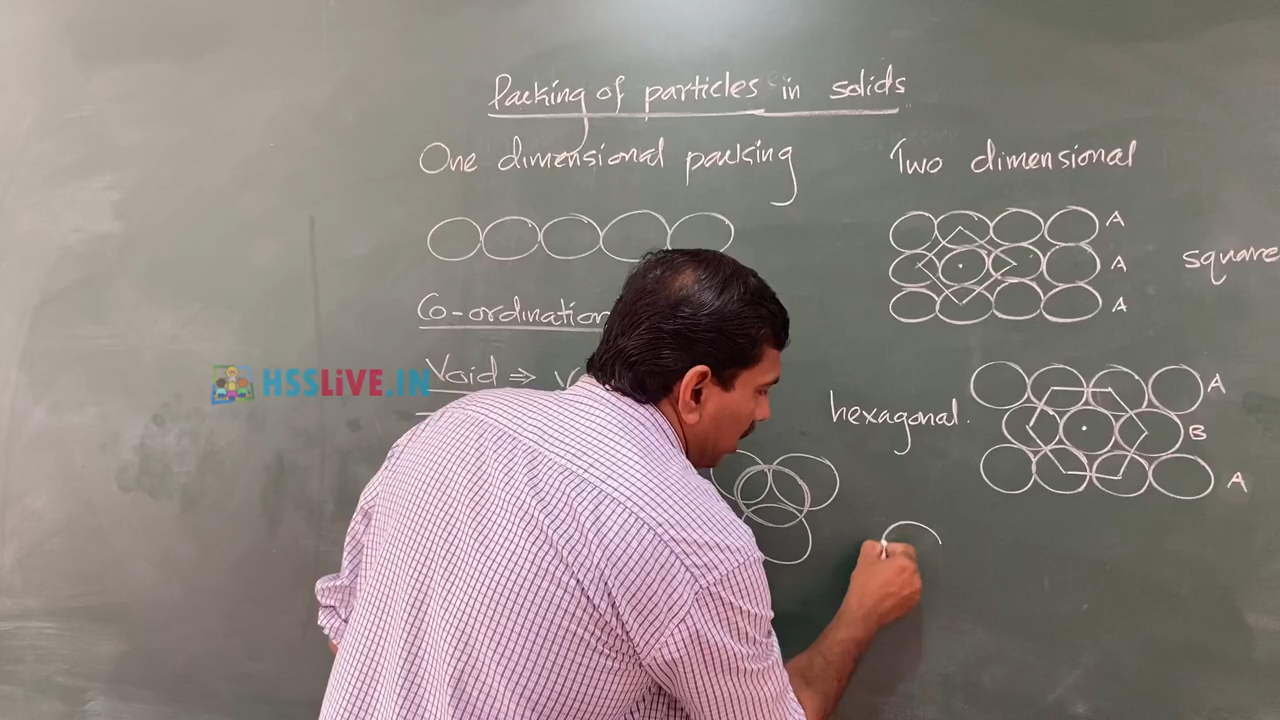 Packing of particles in solids
One dimensional packing
Two dimensional
A
A
A
square
Co-ordination
Void ⇒
HSSLiVE.IN
hexagonal.
A
B
A